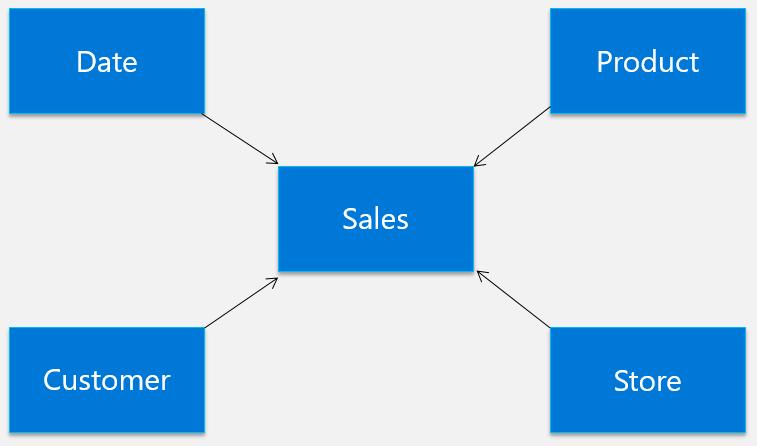 Date
Product
Sales
Customer
Store